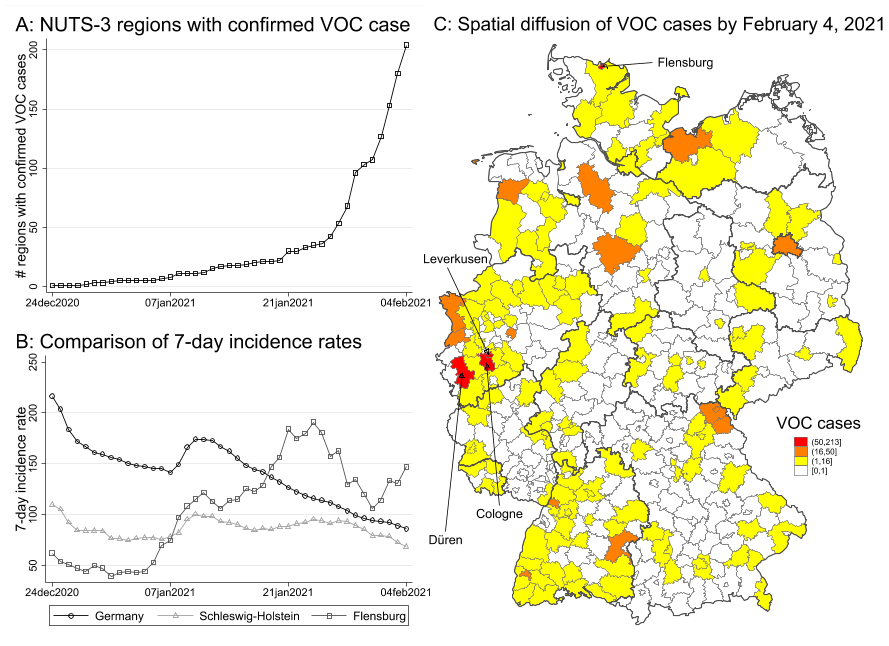 A: NUTS-3 regions with confirmed VOC case
# regions with confirmed VOC cases
200
150
100
50
0
24dec2020
07jan2021
21jan2021
04feb2021
B: Comparison of 7-day incidence rates
7-day incidence rate
250
200
150
100
50
24dec2020
07jan2021
21jan2021
04feb2021
Germany
Schleswig-Holstein
Flensburg
C: Spatial diffusion of VOC cases by February 4, 2021
Flensburg
Leverkusen
Cologne
Düren
VOC cases
(50,213]
(16,50]
(1,16]
[0,1]